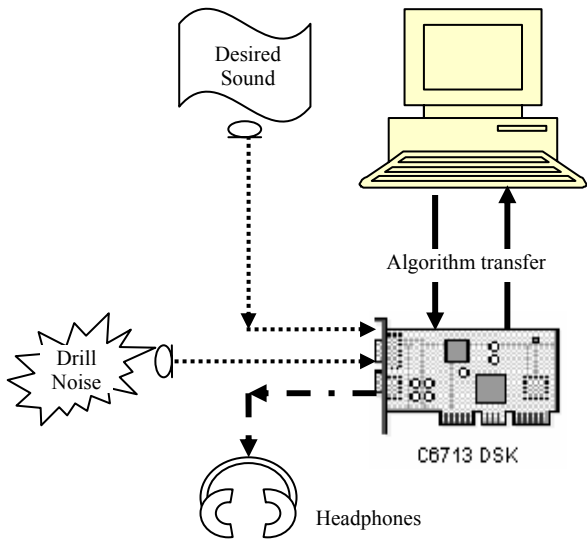 Desired
Sound
Algorithm transfer
Drill
Noise
C6713 DSK
Headphones